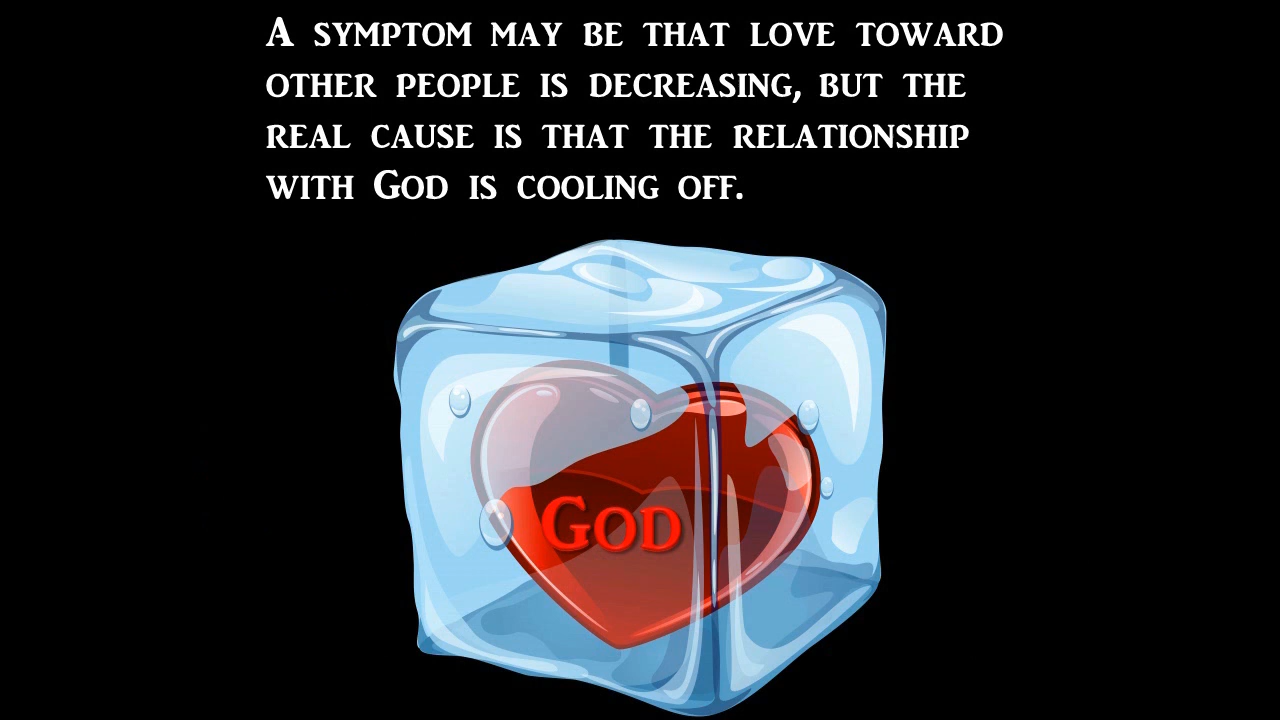 A symptom may be that love toward
other people is decreasing, but the
real cause is that the relationship
with God is cooling off.
God